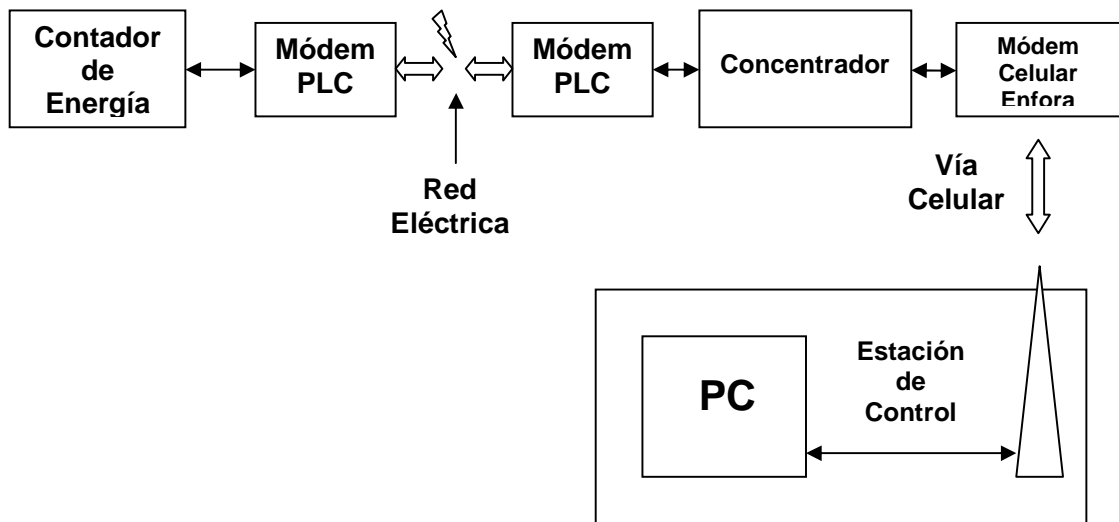 Contador
de
Energía
Módem
PLC
Módem
PLC
Concentrador
Módem
Celular
Enfora
Red
Eléctrica
Vía
Celular
PC
Estación
de
Control